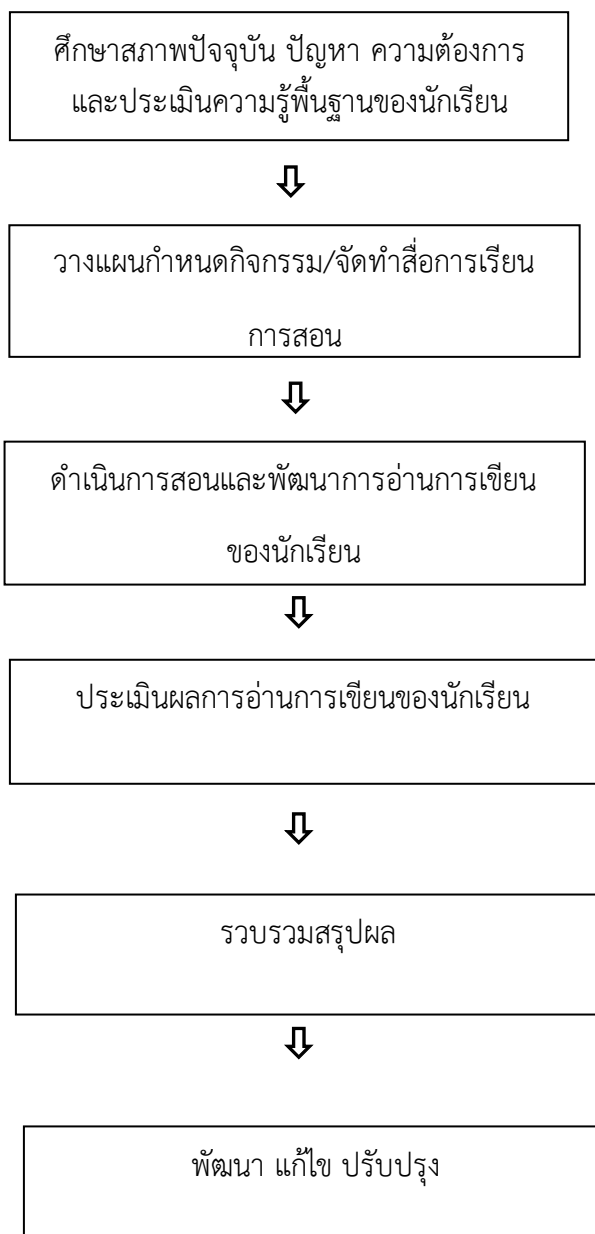 ศึกษาสภาพปัจจุบัน ปัญหา ความต้องการ
และประเมินความรู้พื้นฐานของนักเรียน
วางแผนกำหนดกิจกรรม/จัดทำสื่อการเรียน
การสอน
ดำเนินการสอนและพัฒนาการอ่านการเขียน
ของนักเรียน
ประเมินผลการอ่านการเขียนของนักเรียน
รวบรวมสรุปผล
พัฒนา แก้ไข ปรับปรุง